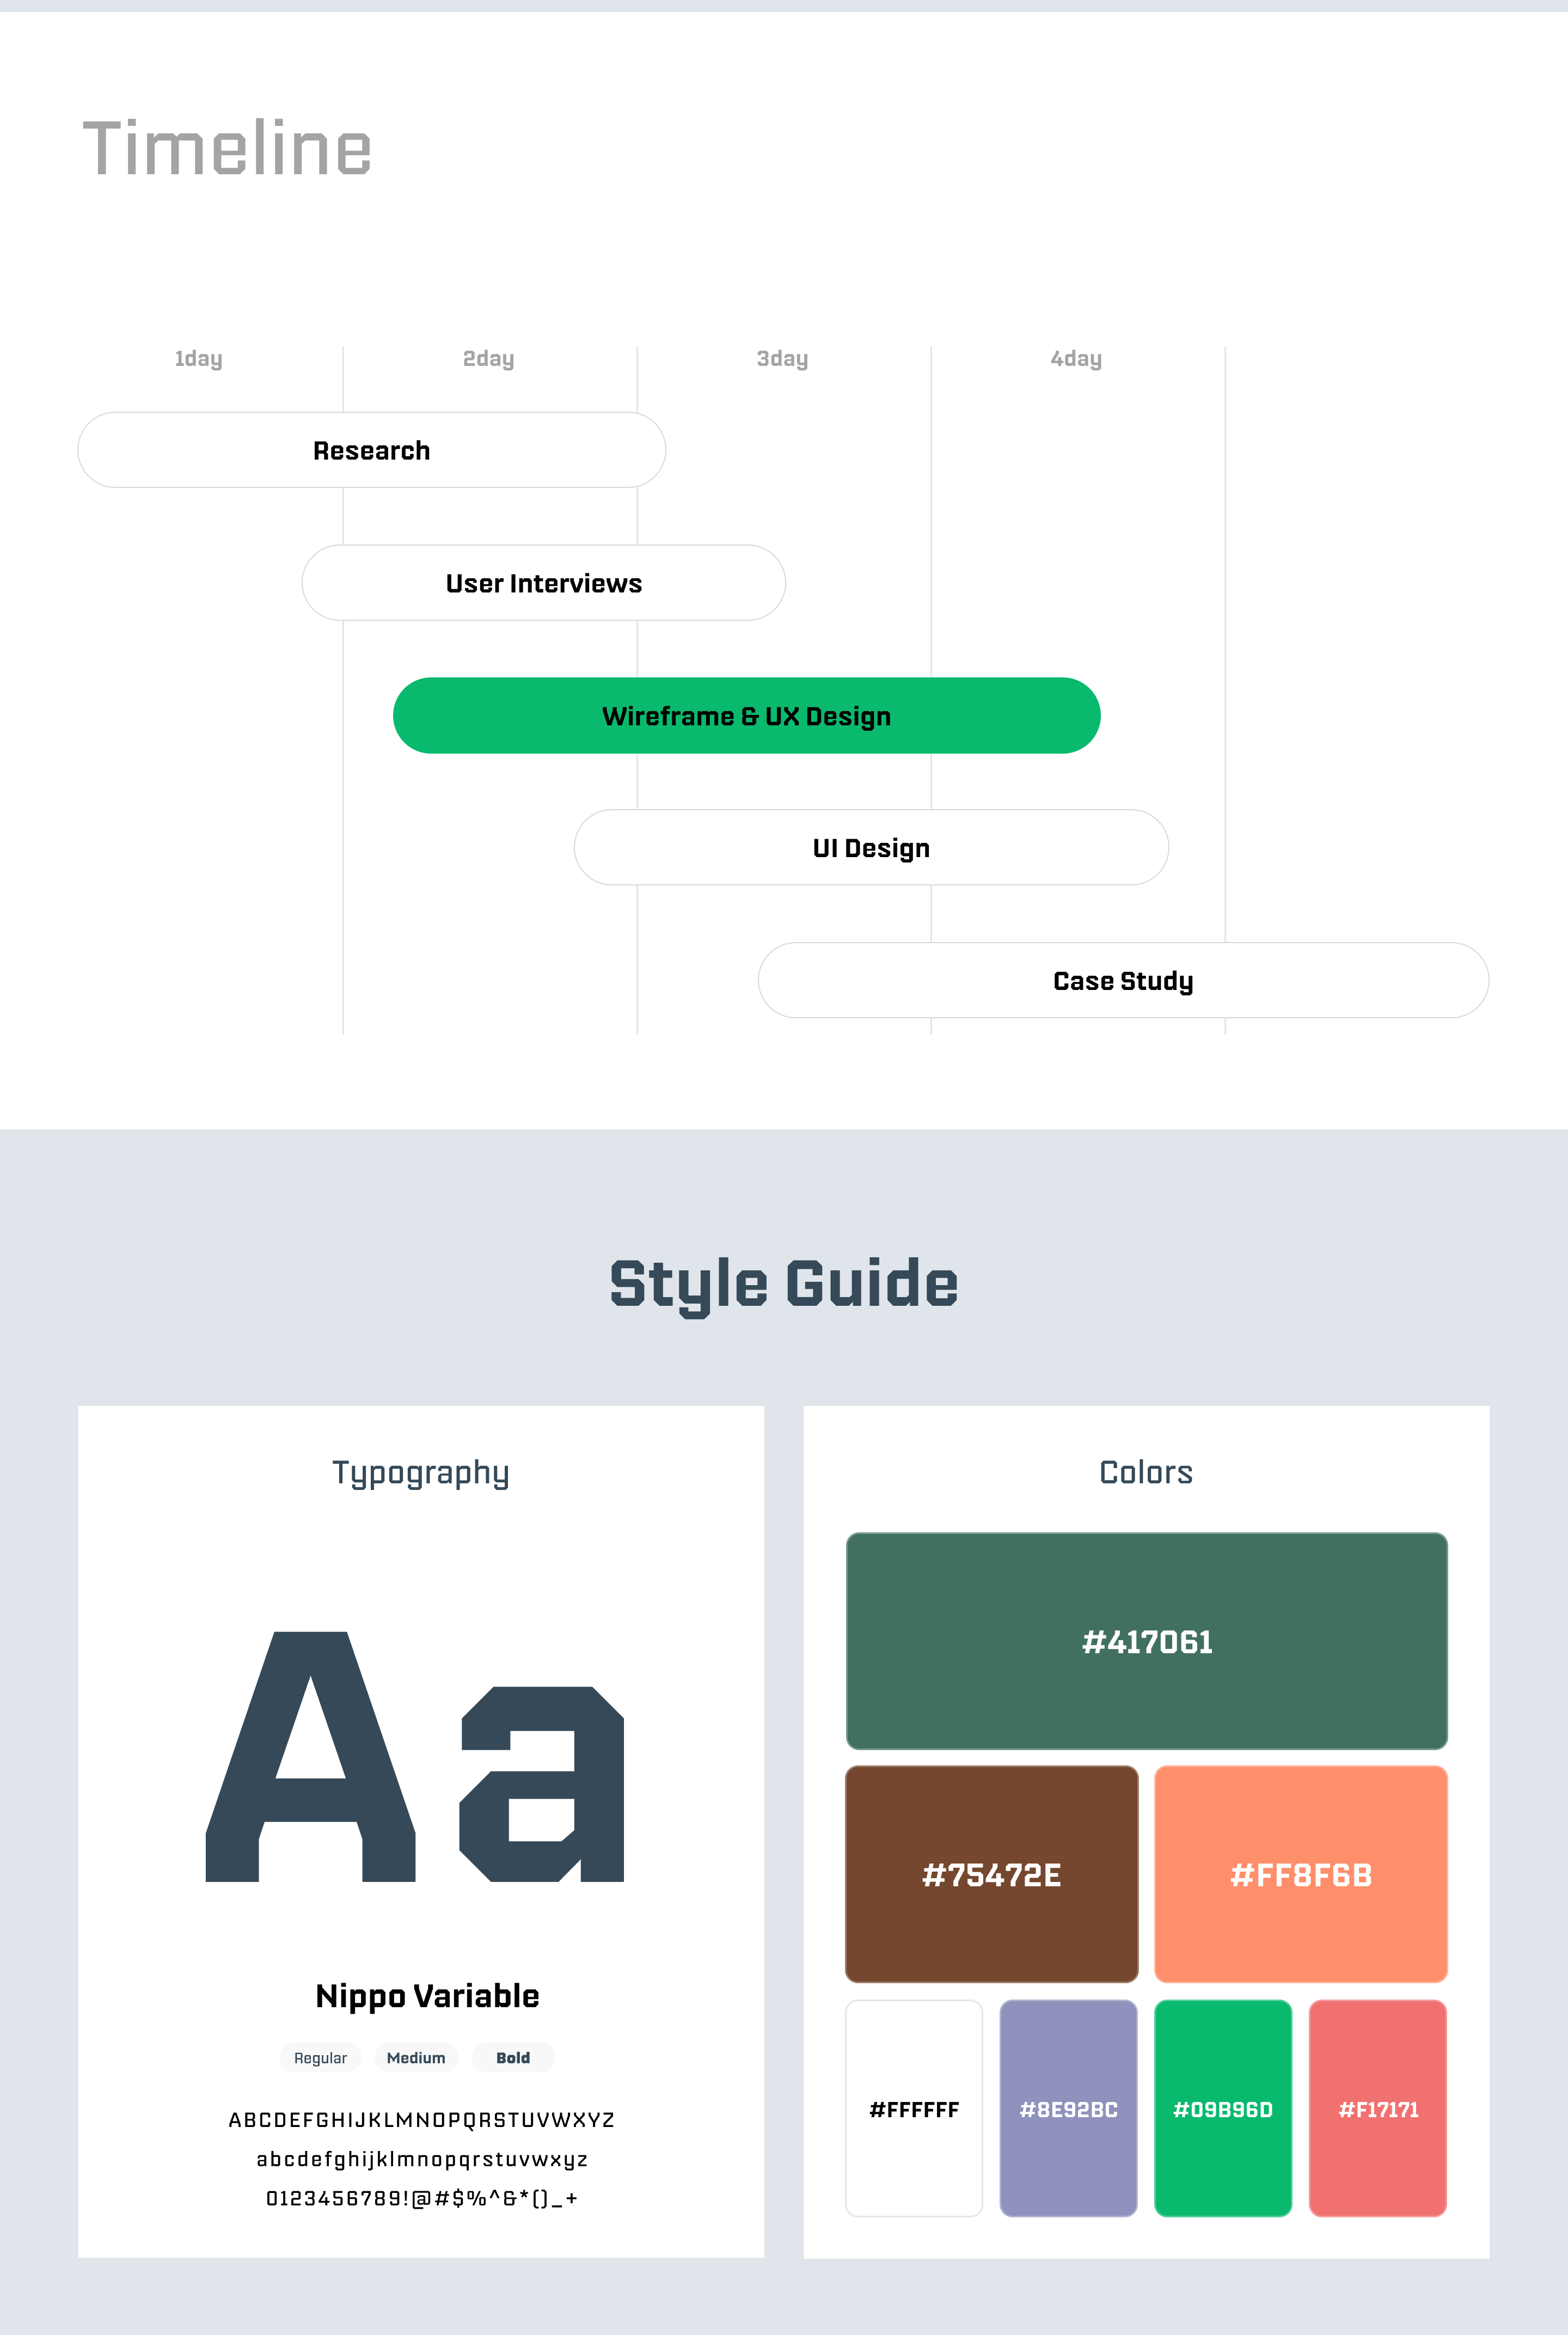 Timeline
1day 2day 3day 4day
Research
User Interviews
Wireframe & UX Design
UI Design
Case Study
Style Guide
Typography
Aa
Nippo Variable
Regular Medium Bold
ABCDEFGHIJKLMNOPQRSTUVWXYZ
abcdefghijklmnopqrstuvwxyz
0123456789!@#$%^&*()_+
Colors
#417061
#75472E #FF8F6B
#FFFFFF #8E92BC #09B96D #F17171